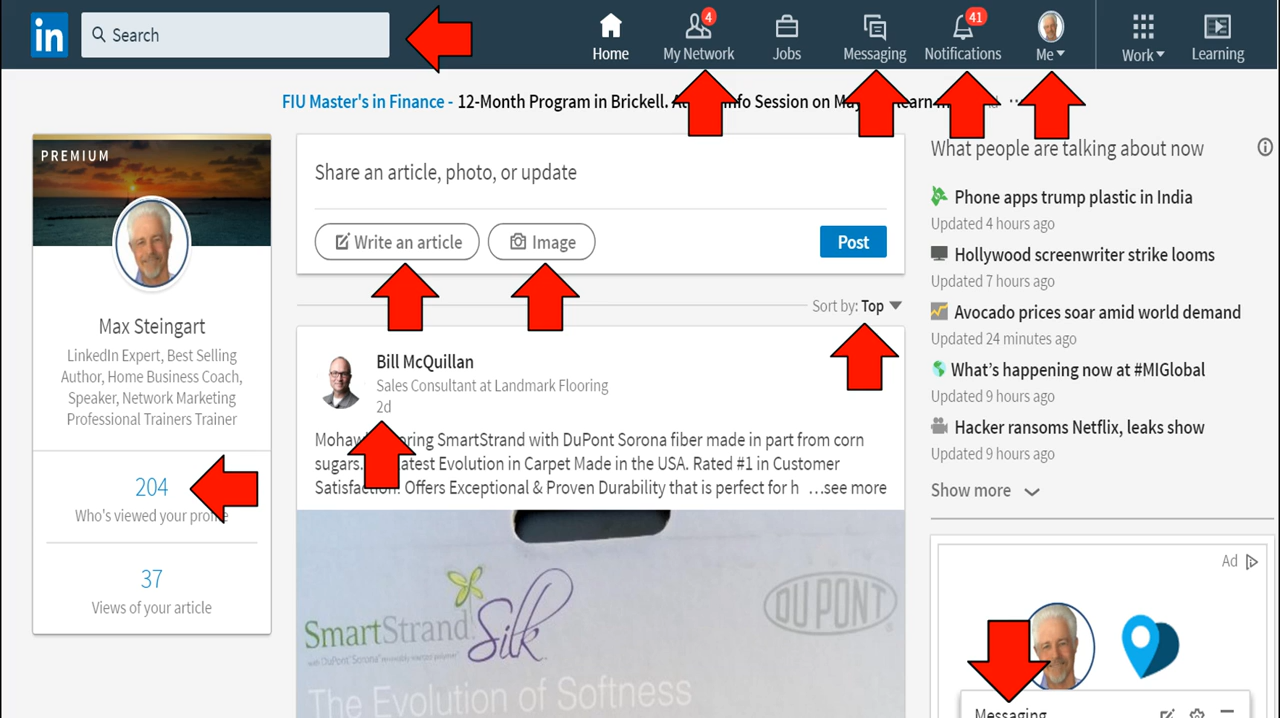 in
Search
Home
4
My Network
Jobs
Messaging
41
Notifications
Me
Work
Learning
FIU Master's in Finance - 12-Month Program in Brickell. Session on
PREMIUM
Max Steingart
LinkedIn Expert, Best Selling
Author, Home Business Coach,
Speaker, Network Marketing
Professional Trainers Trainer
204
Who's viewed your
37
Views of your article
Share an article, photo, or update
Write an article
Image
Post
Sort by: Top
Bill McQuillan
Sales Consultant at Landmark Flooring
2d
SmartStrand with DuPont Sorona fiber made in part from corn
sugars. Evolution in Carpet Made in the USA. Rated #1 in Customer
Offers Exceptional & Proven Durability that is perfect for h ...see more
SmartStrand Silk
with DuPont Sorona renewably sourced polymer
DUPONT
The Evolution of Softness
What people are talking about now
Phone apps trump plastic in India
Updated 4 hours ago
Hollywood screenwriter strike looms
Updated 7 hours ago
Avocado prices soar amid world demand
Updated 24 minutes ago
What's happening now at #MIGlobal
Updated 9 hours ago
Hacker ransoms Netflix, leaks show
Updated 9 hours ago
Show more
Ad
Messaging